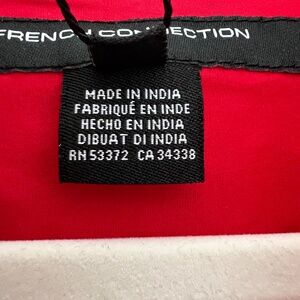 FRENCH CONNECTION
MADE IN INDIA
FABRIQUÉ EN INDE
HECHO EN INDIA
DIBUAT DI INDIA
RN 53372 CA 34338